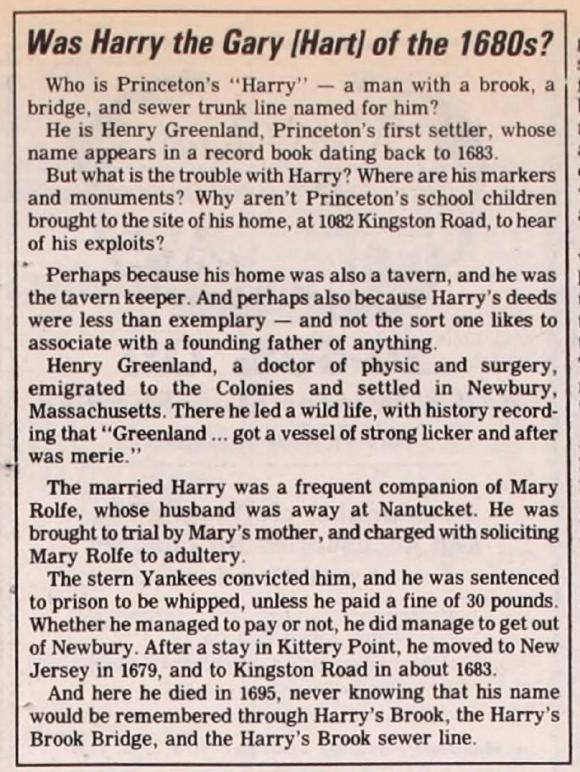 Was Harry the Gary [Hart] of the 1680s?
Who is Princeton's "Harry" — a man with a brook, a
bridge, and sewer trunk line named for him?
He is Henry Greenland, Princeton's first settler, whose
name appears in a record book dating back to 1683.
But what is the trouble with Harry? Where are his markers
and monuments? Why aren't Princeton's school children
brought to the site of his home, at 1082 Kingston Road, to hear
of his exploits?
Perhaps because his home was also a tavern, and he was
the tavern keeper. And perhaps also because Harry's deeds
were less than exemplary — and not the sort one likes to
associate with a founding father of anything.
Henry Greenland, a doctor of physic and surgery,
emigrated to the Colonies and settled in Newbury,
Massachusetts. There he led a wild life, with history record-
ing that "Greenland ... got a vessel of strong licker and after
was merie."
The married Harry was a frequent companion of Mary
Rolfe, whose husband was away at Nantucket. He was
brought to trial by Mary's mother, and charged with soliciting
Mary Rolfe to adultery.
The stern Yankees convicted him, and he was sentenced
to prison to be whipped, unless he paid a fine of 30 pounds.
Whether he managed to pay or not, he did manage to get out
of Newbury. After a stay in Kittery Point, he moved to New
Jersey in 1679, and to Kingston Road in about 1683.
And here he died in 1695, never knowing that his name
would be remembered through Harry's Brook, the Harry's
Brook Bridge, and the Harry's Brook sewer line.